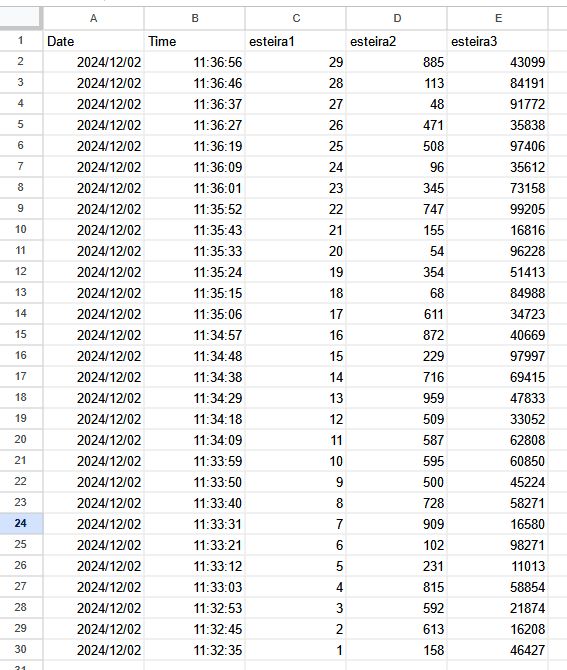 A B C D E
1 Date Time esteira1 esteira2 esteira3
2 2024/12/02 11:36:56 29 885 43099
3 2024/12/02 11:36:46 28 113 84191
4 2024/12/02 11:36:37 27 48 91772
5 2024/12/02 11:36:27 26 471 35838
6 2024/12/02 11:36:19 25 508 97406
7 2024/12/02 11:36:09 24 96 35612
8 2024/12/02 11:36:01 23 345 73158
9 2024/12/02 11:35:52 22 747 99205
10 2024/12/02 11:35:43 21 155 16816
11 2024/12/02 11:35:33 20 54 96228
12 2024/12/02 11:35:24 19 354 51413
13 2024/12/02 11:35:15 18 68 84988
14 2024/12/02 11:35:06 17 611 34723
15 2024/12/02 11:34:57 16 872 40669
16 2024/12/02 11:34:48 15 229 97997
17 2024/12/02 11:34:38 14 716 69415
18 2024/12/02 11:34:29 13 959 47833
19 2024/12/02 11:34:18 12 509 33052
20 2024/12/02 11:34:09 11 587 62808
21 2024/12/02 11:33:59 10 595 60850
22 2024/12/02 11:33:50 9 500 45224
23 2024/12/02 11:33:40 8 728 58271
24 2024/12/02 11:33:31 7 909 16580
25 2024/12/02 11:33:21 6 102 98271
26 2024/12/02 11:33:12 5 231 11013
27 2024/12/02 11:33:03 4 815 58854
28 2024/12/02 11:32:53 3 592 21874
29 2024/12/02 11:32:45 2 613 16208
30 2024/12/02 11:32:35 1 158 46427